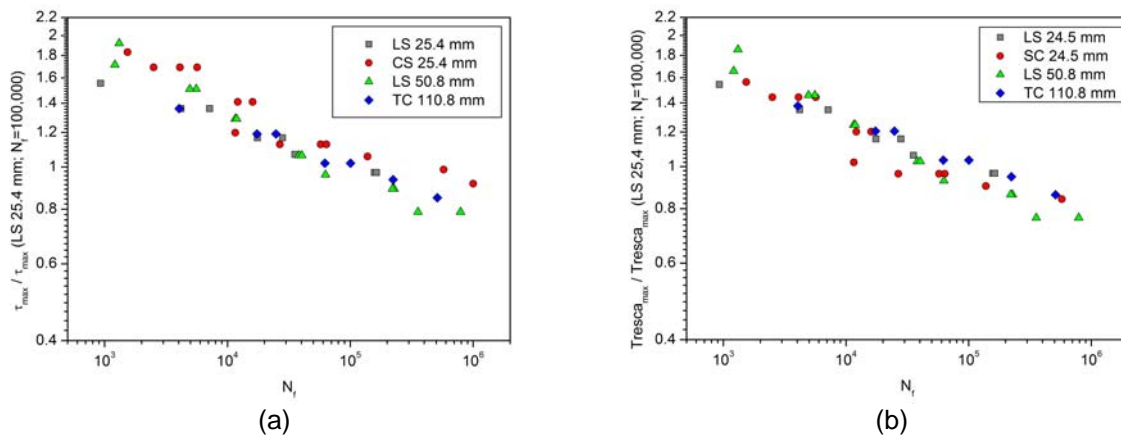 2.2
2
1.8
1.6
1.4
1.2
1
0.8
0.6
0.4
τmax / τmax (LS 25.4 mm; Nf=100.000)
LS 25.4 mm
CS 25.4 mm
LS 50.8 mm
TC 110.8 mm
10³ 10⁴ 10⁵ 10⁶
Nf
(a)
2.2
2
1.8
1.6
1.4
1.2
1
0.8
0.6
0.4
Trescamax / Trescamax (LS 25,4 mm; Nf=100,000)
LS 24.5 mm
SC 24.5 mm
LS 50.8 mm
TC 110.8 mm
10³ 10⁴ 10⁵ 10⁶
Nf
(b)